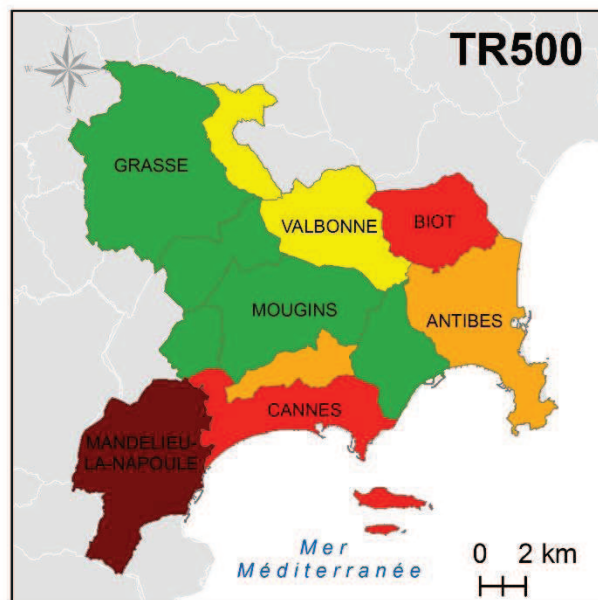 TR500
N
W
E
S
GRASSE
VALBONNE
BIOT
MOUGINS
ANTIBES
CANNES
MANDELIEU-
LA-NAPOULE
Mer
Méditerranée
0 2 km